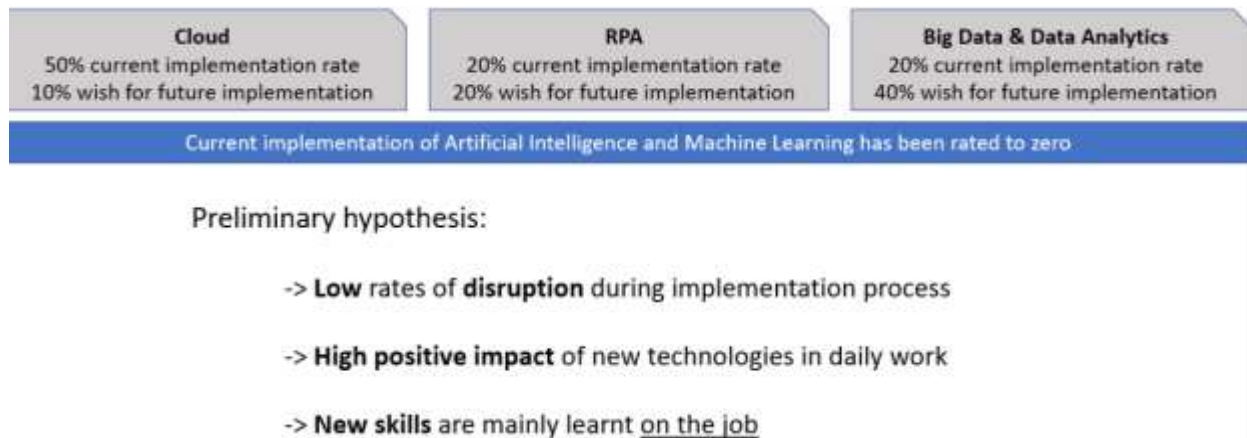 Cloud
50% current implementation rate
10% wish for future implementation
RPA
20% current implementation rate
20% wish for future implementation
Big Data & Data Analytics
20% current implementation rate
40% wish for future implementation
Current implementation of Artificial Intelligence and Machine Learning has been rated to zero
Preliminary hypothesis:
-> Low rates of disruption during implementation process
-> High positive impact of new technologies in daily work
-> New skills are mainly learnt on the job